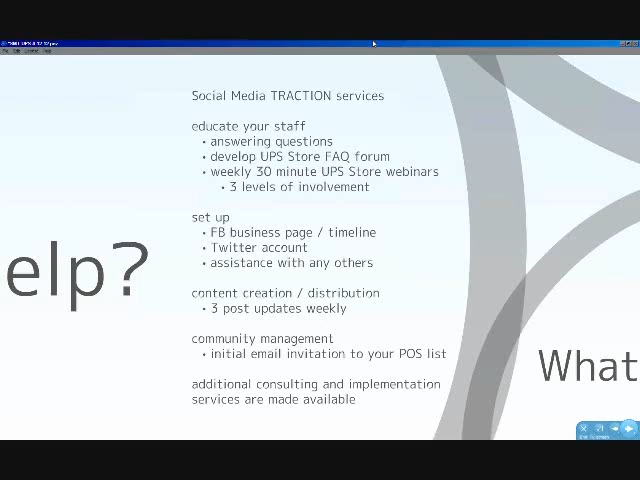 Social Media TRACTION services
educate your staff
• answering questions
• develop UPS Store FAQ forum
• weekly 30 minute UPS Store webinars
• 3 levels of involvement
set up
• FB business page / timeline
• Twitter account
• assistance with any others
elp?
content creation / distribution
• 3 post updates weekly
community management
• initial email invitation to your POS list
What
additional consulting and implementation
services are made available